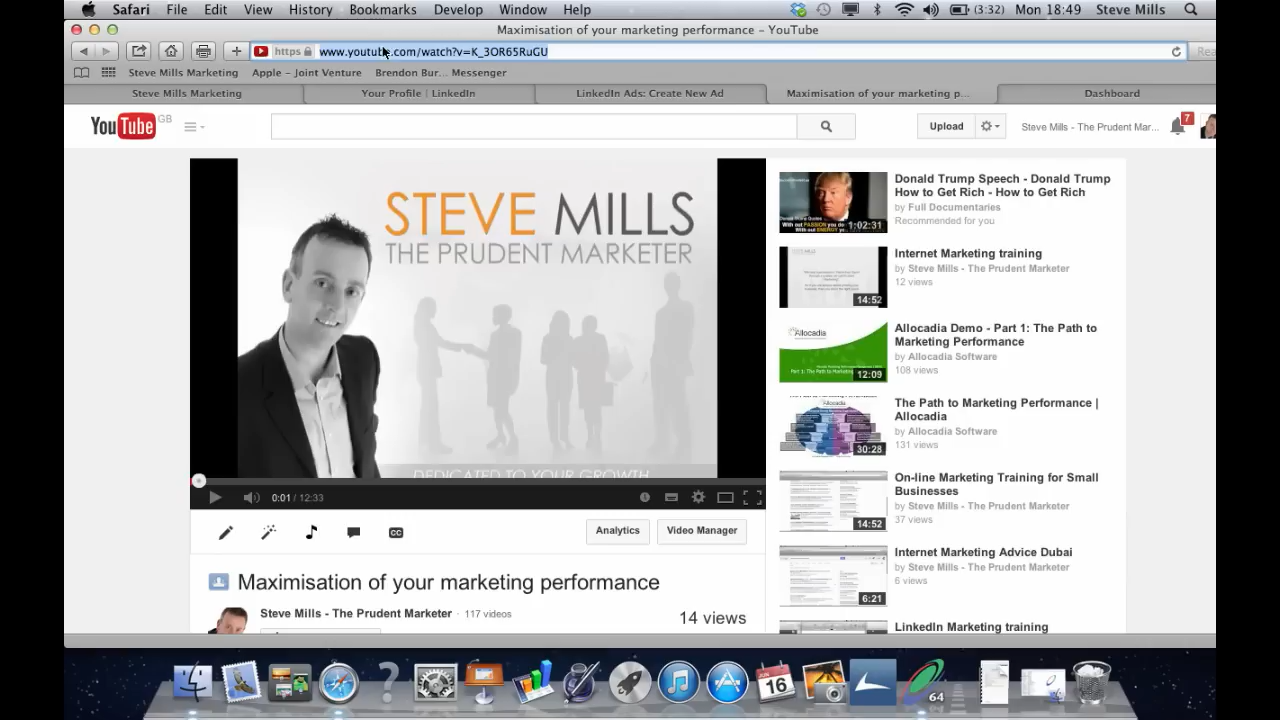 Safari File Edit View History Bookmarks Develop Window Help (3:32) Mon 18:49 Steve Mills
Maximisation of your marketing performance – YouTube
https www.youtube.com/watch?v=K_3OR65RuGU Rea
Steve Mills Marketing Apple – Joint Venture Brendon Bur... Messenger
Steve Mills Marketing Your Profile | LinkedIn LinkedIn Ads: Create New Ad Maximisation of your marketing p... Dashboard
YouTube GB Upload Steve Mills - The Prudent Mar... 7
STEVE MILLS
THE PRUDENT MARKETER
DEDICATED TO YOUR GROWTH
0:01 / 12:33
CC
Analytics Video Manager
Maximisation of your marketing performance
Steve Mills - The Prudent Marketer · 117 videos
14 views
1:02:31
Donald Trump Speech - Donald Trump
How to Get Rich - How to Get Rich
by Full Documentaries
Recommended for you
14:52
Internet Marketing training
by Steve Mills - The Prudent Marketer
12 views
Allocadia
12:09
Allocadia Demo - Part 1: The Path to
Marketing Performance
by Allocadia Software
108 views
30:28
The Path to Marketing Performance |
Allocadia
by Allocadia Software
131 views
14:52
On-line Marketing Training for Small
Businesses
by Steve Mills - The Prudent Marketer
37 views
6:21
Internet Marketing Advice Dubai
by Steve Mills - The Prudent Marketer
6 views
LinkedIn Marketing training
JUN
16
64